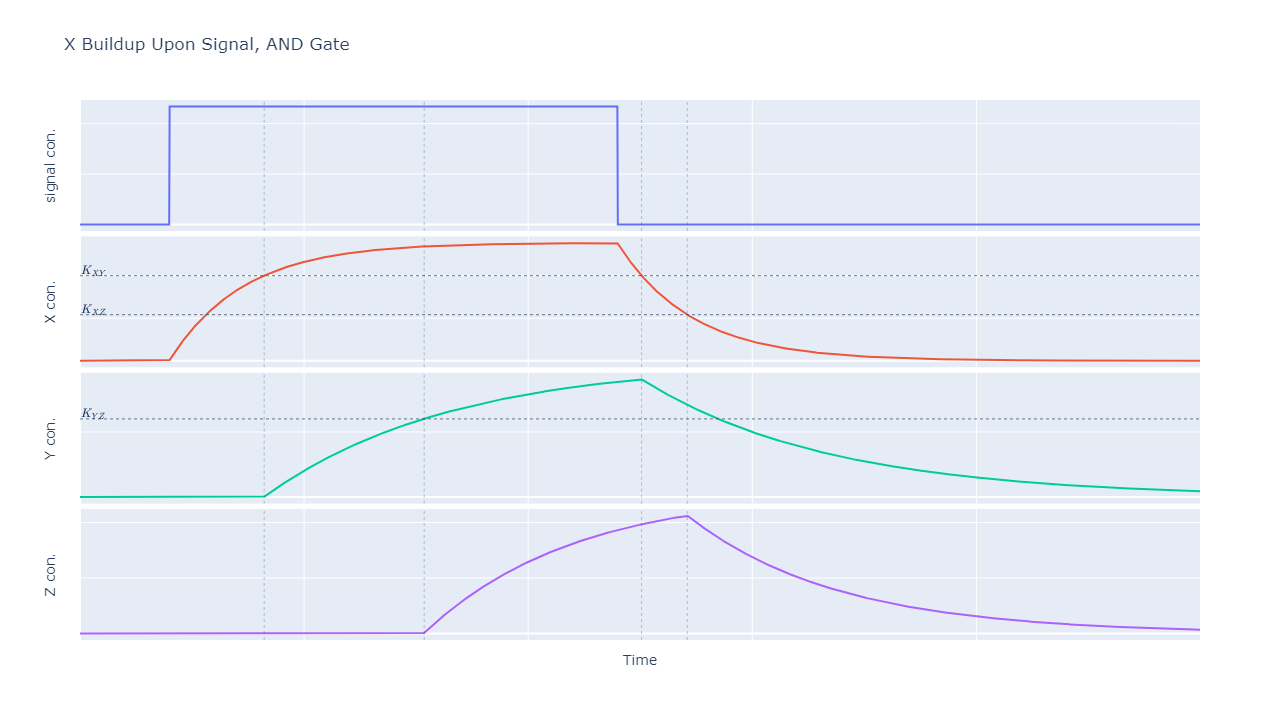 X Buildup Upon Signal, AND Gate
signal con.
K_XY
X con.
K_XZ
K_YZ
Y con.
Z con.
Time